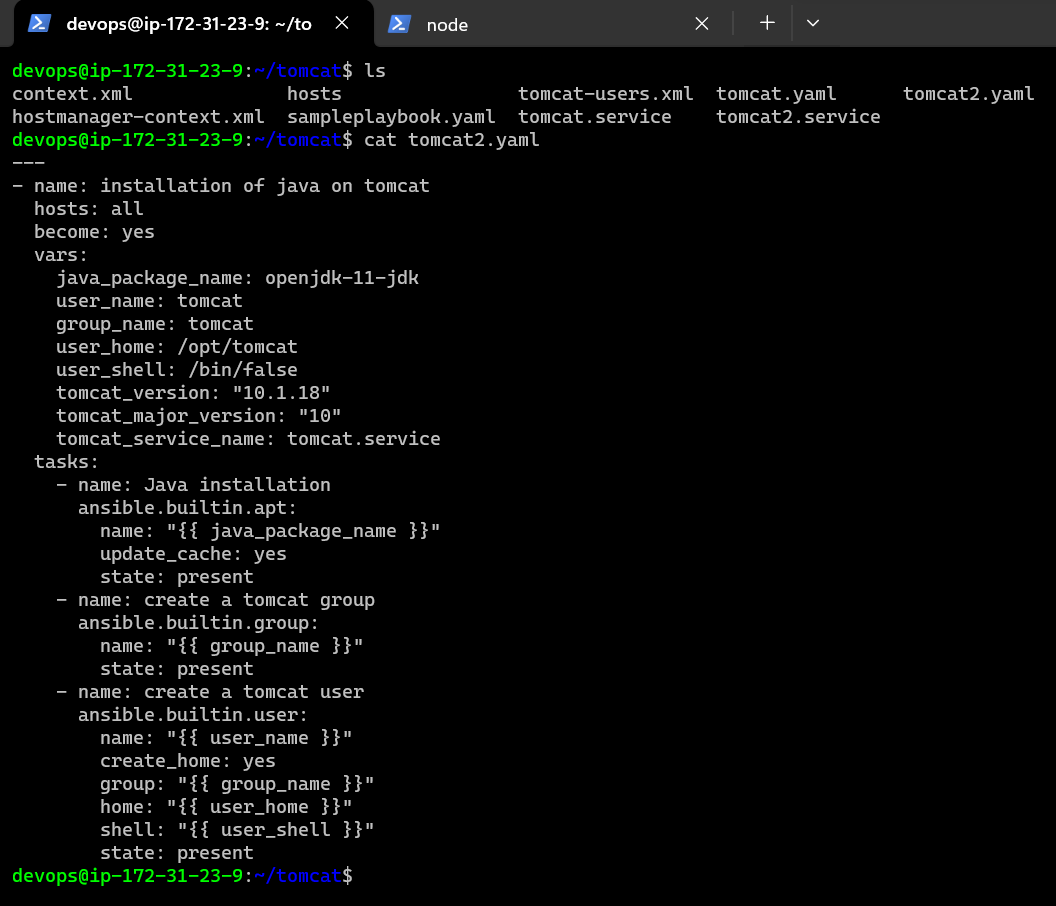 devops@ip-172-31-23-9: ~/to
node
devops@ip-172-31-23-9:~/tomcat$ ls
context.xml hosts tomcat-users.xml tomcat.yaml tomcat2.yaml
hostmanager-context.xml sampleplaybook.yaml tomcat.service tomcat2.service
devops@ip-172-31-23-9:~/tomcat$ cat tomcat2.yaml
---
- name: installation of java on tomcat
  hosts: all
  become: yes
  vars:
    java_package_name: openjdk-11-jdk
    user_name: tomcat
    group_name: tomcat
    user_home: /opt/tomcat
    user_shell: /bin/false
    tomcat_version: "10.1.18"
    tomcat_major_version: "10"
    tomcat_service_name: tomcat.service
  tasks:
    - name: Java installation
      ansible.builtin.apt:
        name: "{{ java_package_name }}"
        update_cache: yes
        state: present
    - name: create a tomcat group
      ansible.builtin.group:
        name: "{{ group_name }}"
        state: present
    - name: create a tomcat user
      ansible.builtin.user:
        name: "{{ user_name }}"
        create_home: yes
        group: "{{ group_name }}"
        home: "{{ user_home }}"
        shell: "{{ user_shell }}"
        state: present
devops@ip-172-31-23-9:~/tomcat$